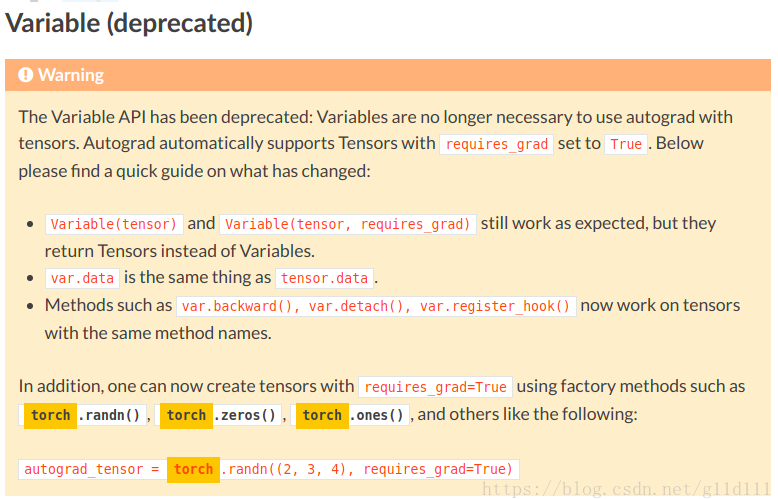 Variable (deprecated)
Warning
The Variable API has been deprecated: Variables are no longer necessary to use autograd with
tensors. Autograd automatically supports Tensors with requires_grad set to True . Below
please find a quick guide on what has changed:
• Variable(tensor) and Variable(tensor, requires_grad) still work as expected, but they
return Tensors instead of Variables.
• var.data is the same thing as tensor.data .
• Methods such as var.backward(), var.detach(), var.register_hook() now work on tensors
with the same method names.
In addition, one can now create tensors with requires_grad=True using factory methods such as
torch.randn() , torch.zeros() , torch.ones() , and others like the following:
autograd_tensor = torch.randn((2, 3, 4), requires_grad=True)
https://blog.csdn.net/g11d111